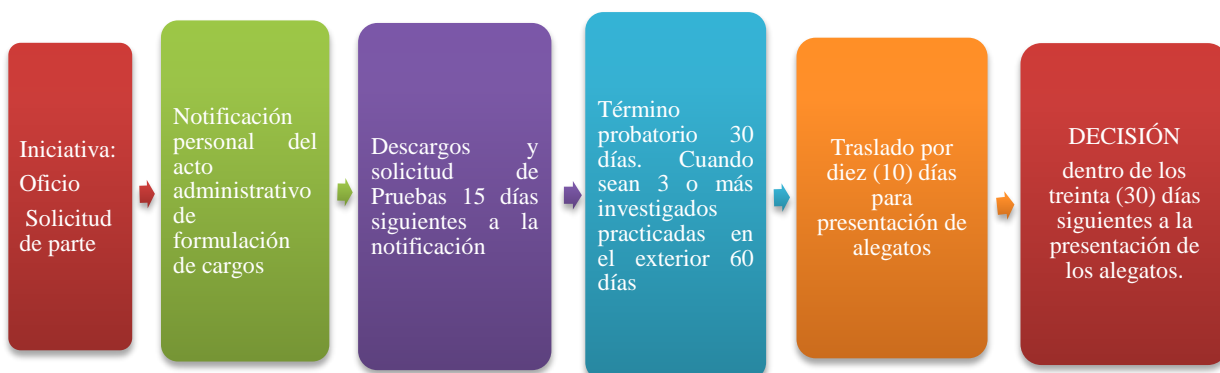 Iniciativa:
Oficio
Solicitud
de parte
Notificación
personal del
acto
administrativo
de
formulación
de cargos
Descargos y
solicitud de
Pruebas 15 días
siguientes a la
notificación
Término
probatorio 30
días. Cuando
sean 3 o más
investigados
practicadas en
el exterior 60
días
Traslado por
diez (10) días
para
presentación de
alegatos
DECISIÓN
dentro de los
treinta (30) días
siguientes a la
presentación de
los alegatos.